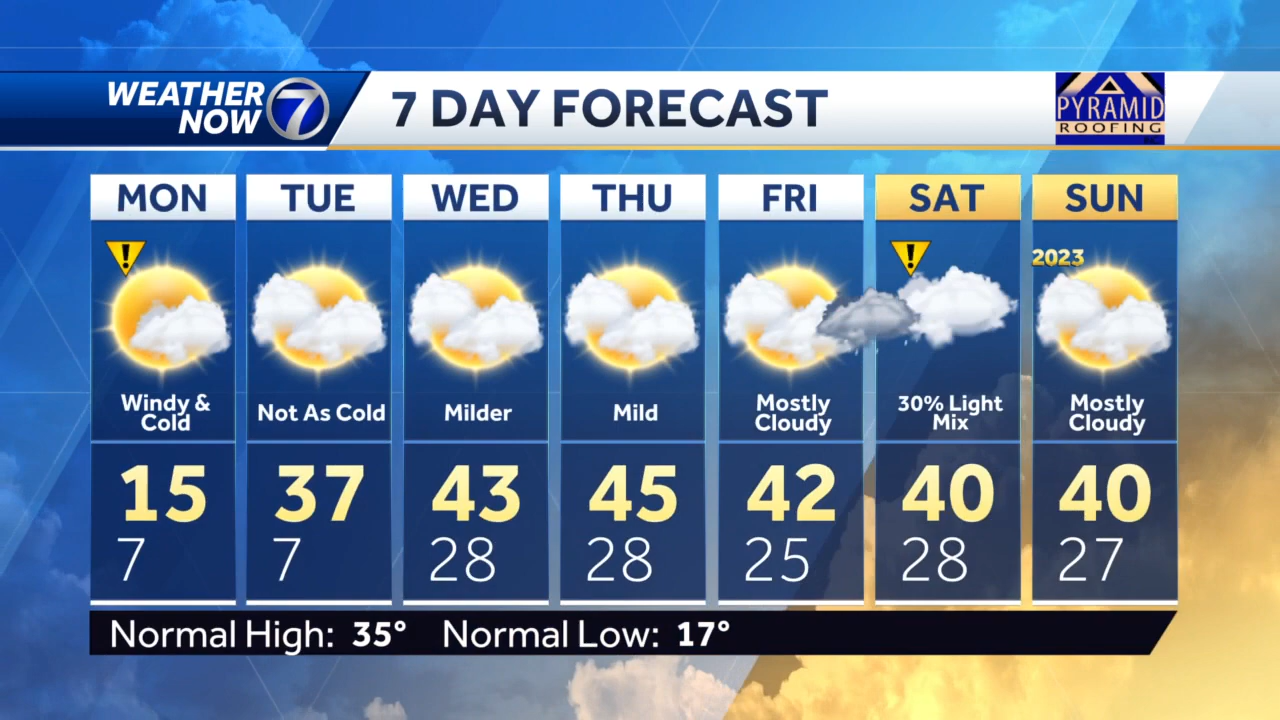 WEATHER
NOW
7
7 DAY FORECAST
PYRAMID
ROOFING
MON
TUE
WED
THU
FRI
SAT
SUN
!
!
2023
Windy &
Cold
Not As Cold
Milder
Mild
Mostly
Cloudy
30% Light
Mix
Mostly
Cloudy
15
37
43
45
42
40
40
7
7
28
28
25
28
27
Normal High: 35° Normal Low: 17°